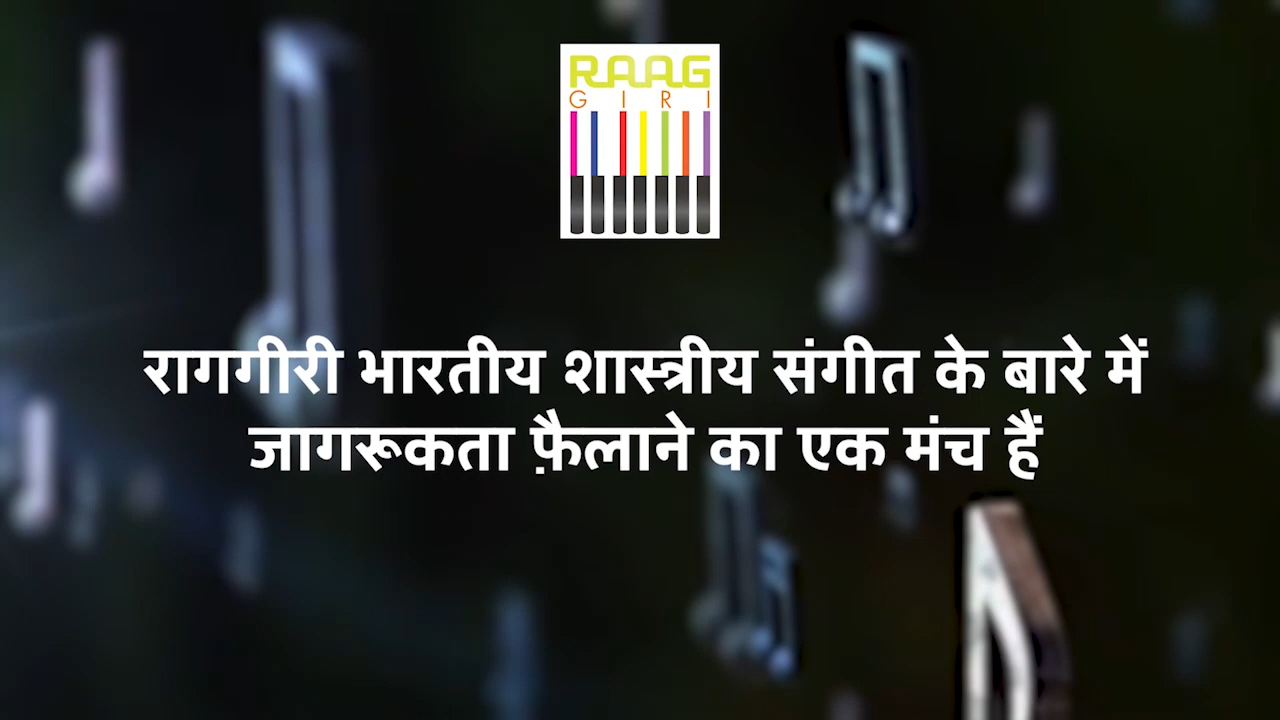 RAAG
GIRI
रागगीरी भारतीय शास्त्रीय संगीत के बारे में
जागरूकता फ़ैलाने का एक मंच हैं